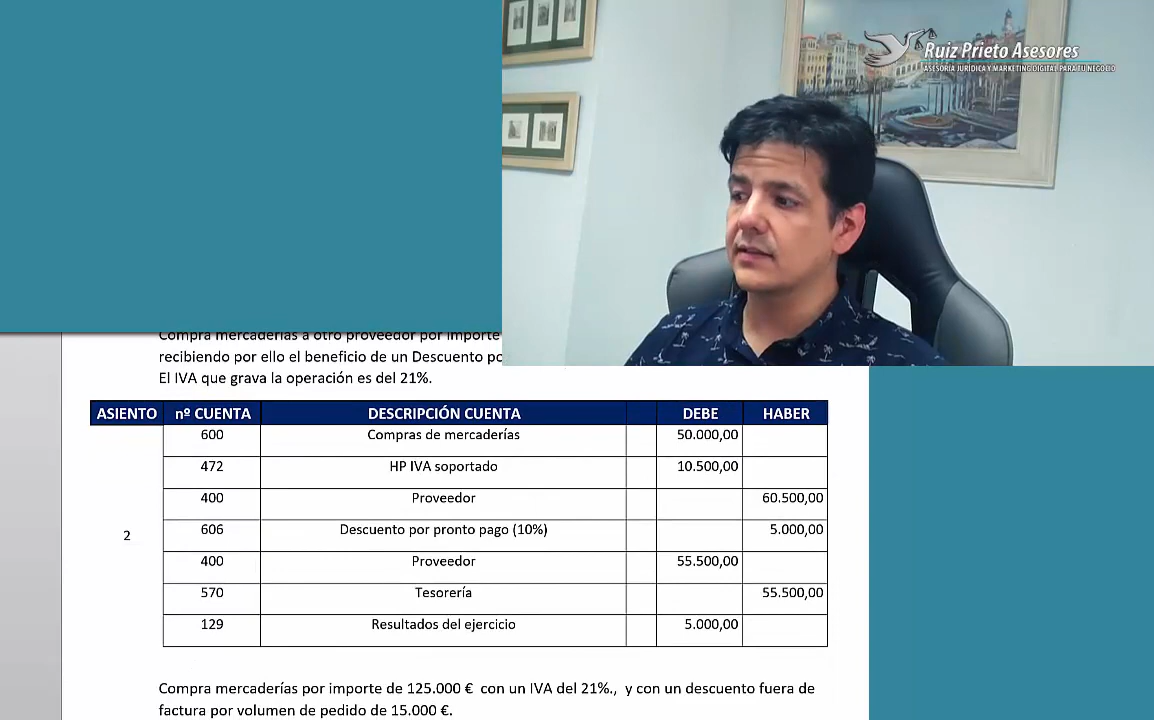 Ruiz Prieto Asesores
ASESORÍA JURÍDICA Y MARKETING DIGITAL PARA TU NEGOCIO
Compra mercaderías a otro proveedor por importe
recibiendo por ello el beneficio de un Descuento po
El IVA que grava la operación es del 21%.
ASIENTO nº CUENTA DESCRIPCIÓN CUENTA DEBE HABER
600 Compras de mercaderías 50.000,00
472 HP IVA soportado 10.500,00
400 Proveedor 60.500,00
606 Descuento por pronto pago (10%) 5.000,00
2
400 Proveedor 55.500,00
570 Tesorería 55.500,00
129 Resultados del ejercicio 5.000,00
Compra mercaderías por importe de 125.000 € con un IVA del 21%., y con un descuento fuera de
factura por volumen de pedido de 15.000 €.